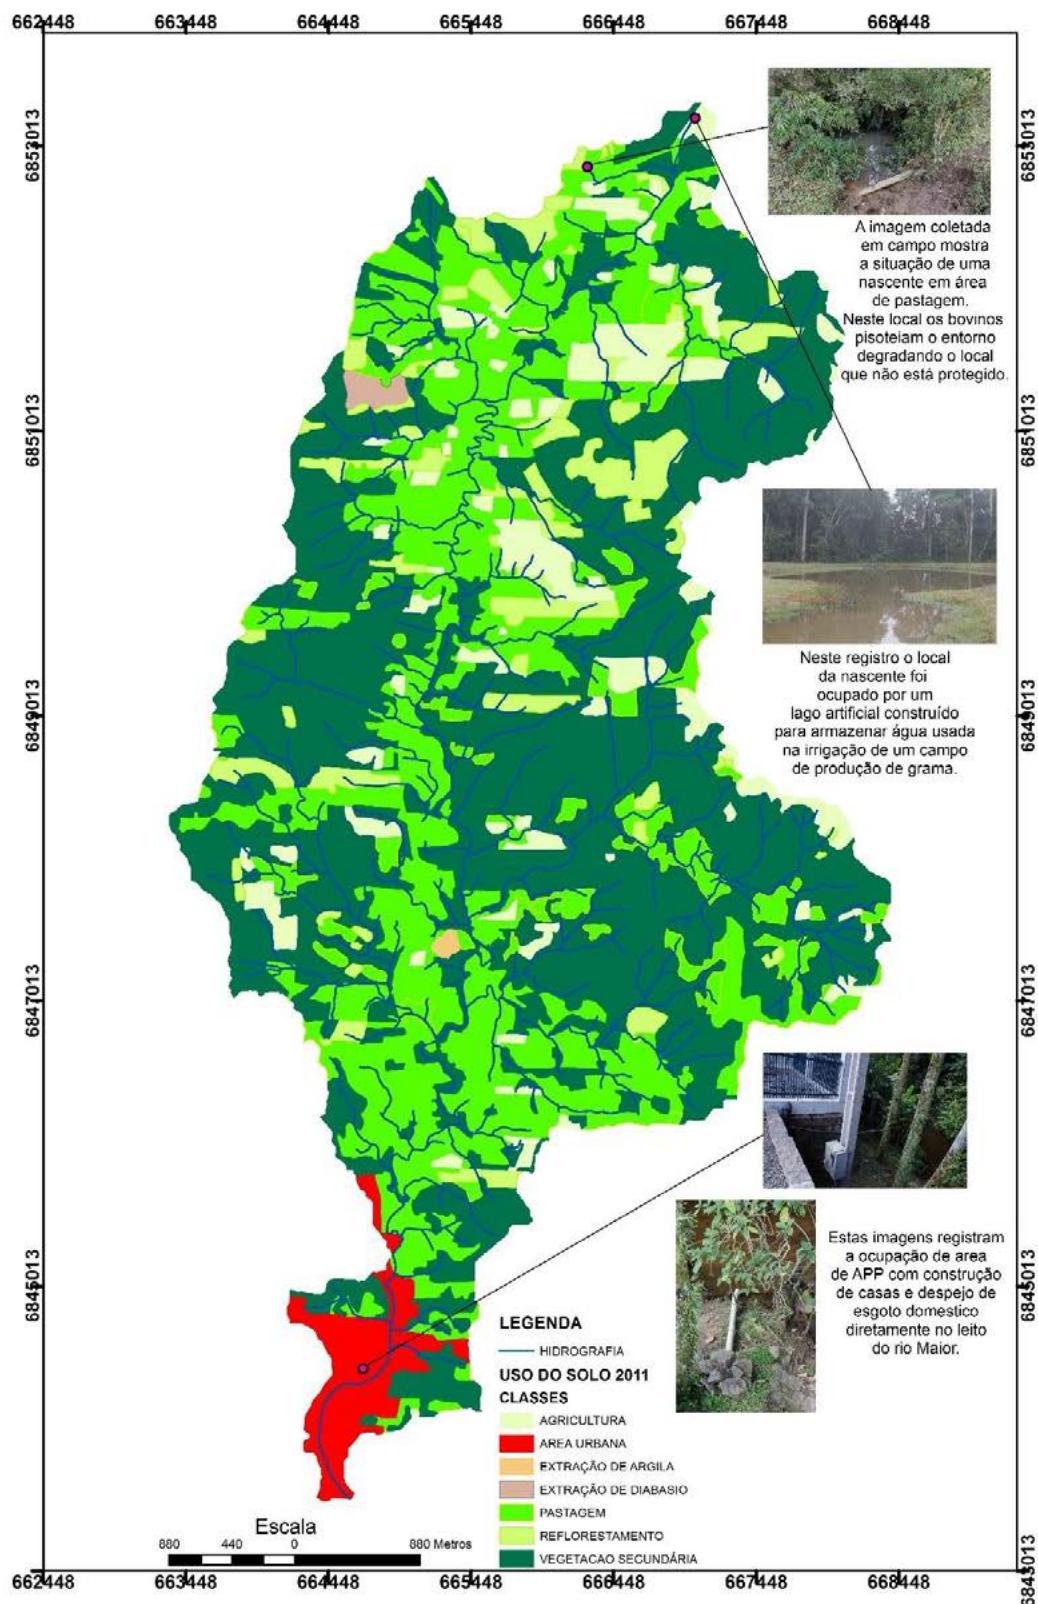 662448 663448 664448 665448 666448 667448 668448
6853013
6853013
A imagem coletada
em campo mostra
a situação de uma
nascente em área
de pastagem.
Neste local os bovinos
pisoteiam o entorno
degradando o local
que não está protegido.
6851013
6851013
Neste registro o local
da nascente foi
ocupado por um
lago artificial construído
para armazenar água usada
na irrigação de um campo
de produção de grama.
6849013
6849013
6847013
6847013
Estas imagens registram
a ocupação de area
de APP com construção
de casas e despejo de
esgoto domestico
diretamente no leito
do rio Maior.
6845013
6845013
LEGENDA
HIDROGRAFIA
USO DO SOLO 2011
CLASSES
AGRICULTURA
AREA URBANA
EXTRAÇÃO DE ARGILA
EXTRAÇÃO DE DIABASIO
PASTAGEM
REFLORESTAMENTO
VEGETACAO SECUNDÁRIA
Escala
880 440 0 880 Metros
6843013
6843013
662448 663448 664448 665448 666448 667448 668448